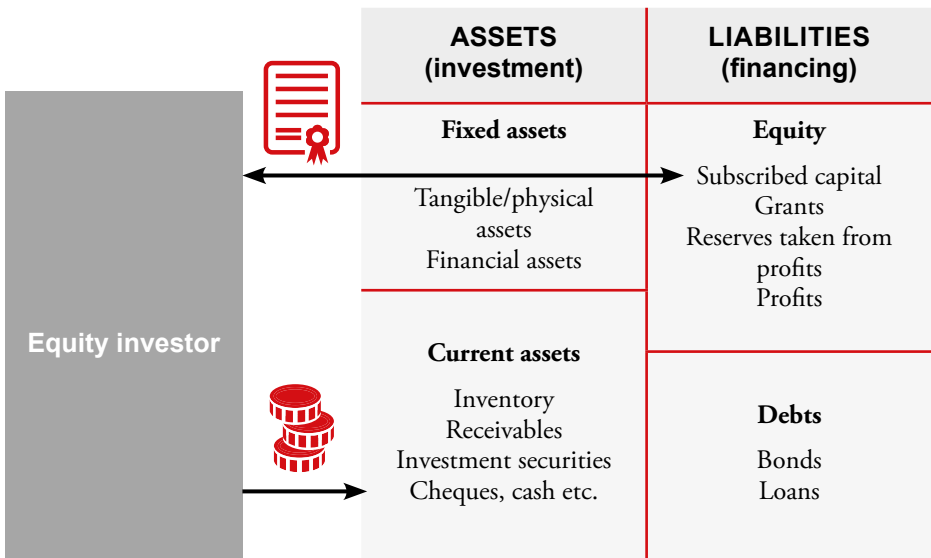 ASSETS
(investment)
LIABILITIES
(financing)
Equity investor
Fixed assets
Tangible/physical
assets
Financial assets
Current assets
Inventory
Receivables
Investment securities
Cheques, cash etc.
Equity
Subscribed capital
Grants
Reserves taken from
profits
Profits
Debts
Bonds
Loans